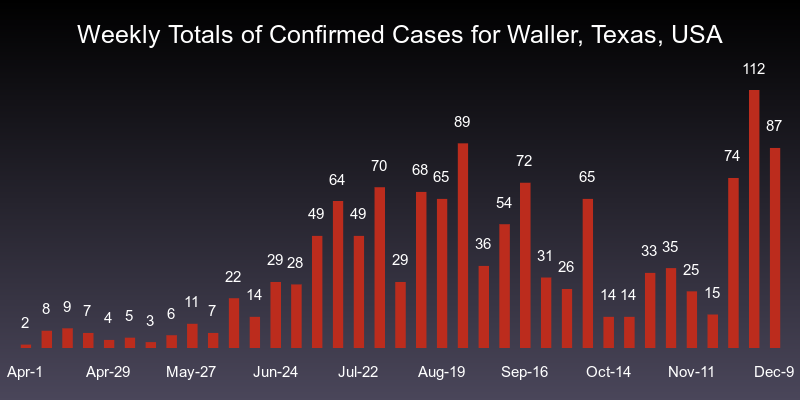 Weekly Totals of Confirmed Cases for Waller, Texas, USA
2 8 9 7 4 5 3 6 11 7 22 14 29 28 49 64 49 70 29 68 65 89 36 54 72 31 26 65 14 14 33 35 25 15 74 112 87
Apr-1 Apr-29 May-27 Jun-24 Jul-22 Aug-19 Sep-16 Oct-14 Nov-11 Dec-9